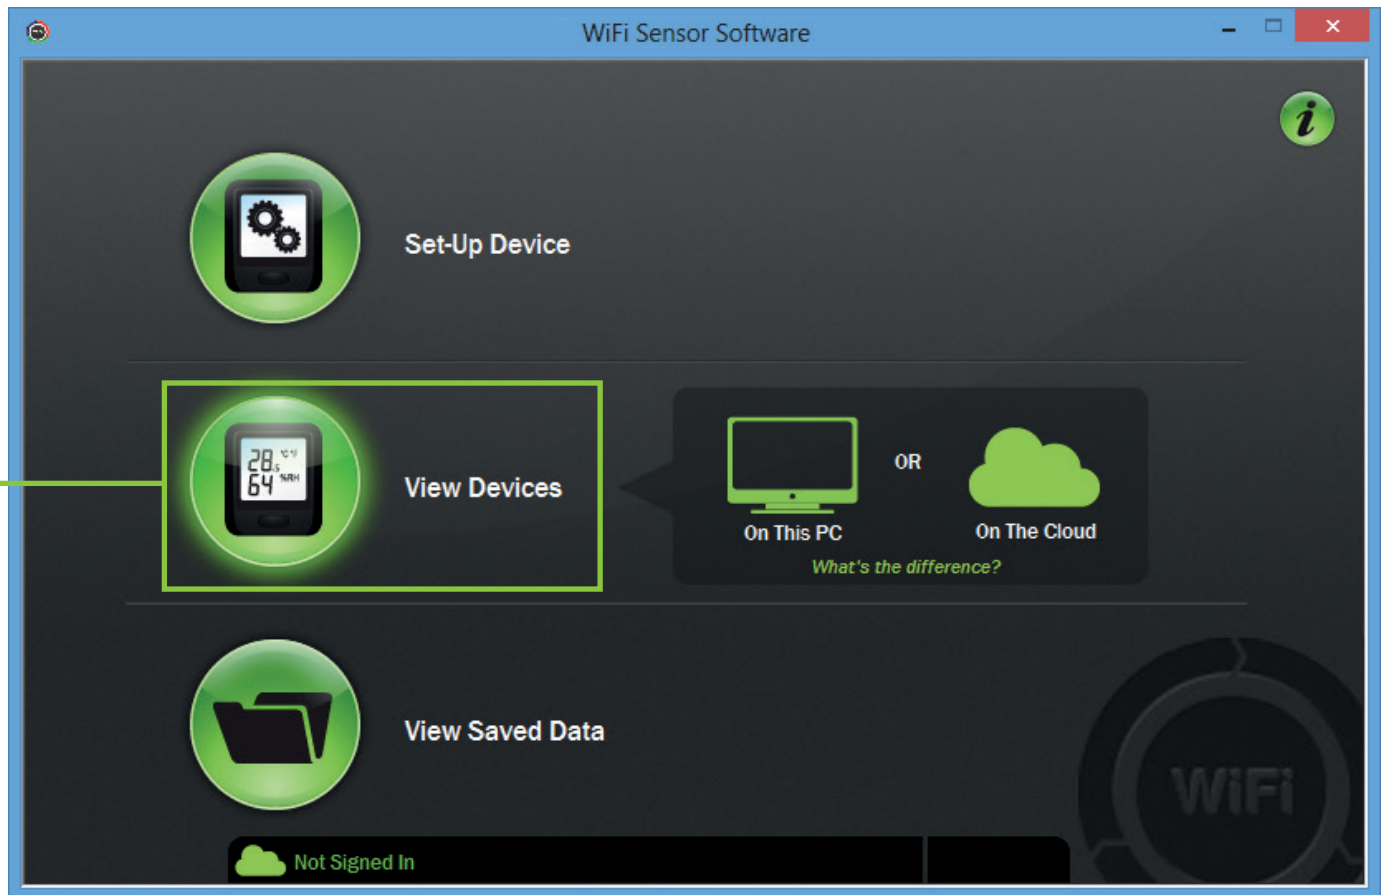 WiFi Sensor Software
i
Set-Up Device
28.5 °C °F
64 %RH
View Devices
OR
On This PC
On The Cloud
What's the difference?
View Saved Data
WiFi
Not Signed In